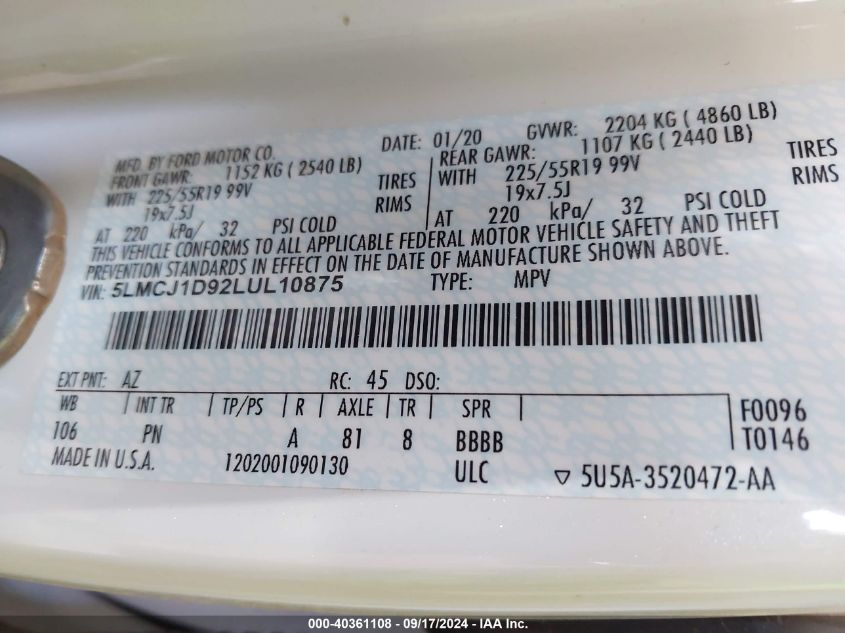 MFD. BY FORD MOTOR CO. DATE: 01/20 GVWR: 2204 KG ( 4860 LB)
FRONT GAWR: 1152 KG ( 2540 LB) REAR GAWR: 1107 KG ( 2440 LB)
WITH 225/55R19 99V TIRES WITH 225/55R19 99V TIRES
19x7.5J RIMS 19x7.5J RIMS
AT 220 kPa/ 32 PSI COLD AT 220 kPa/ 32 PSI COLD
THIS VEHICLE CONFORMS TO ALL APPLICABLE FEDERAL MOTOR VEHICLE SAFETY AND THEFT
PREVENTION STANDARDS IN EFFECT ON THE DATE OF MANUFACTURE SHOWN ABOVE.
VIN: 5LMCJ1D92LUL10875 TYPE: MPV
EXT PNT: AZ RC: 45 DSO:
WB INT TR TP/PS R AXLE TR SPR F0096
106 PN A 81 8 BBBB T0146
MADE IN U.S.A. 1202001090130 ULC ▽ 5U5A-3520472-AA
000-40361108 - 09/17/2024 - IAA Inc.